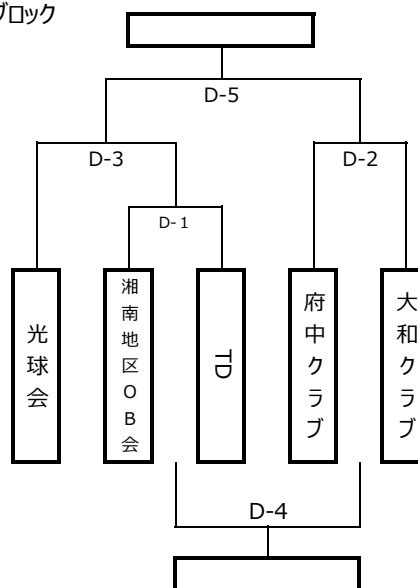 ブロック
D-5
D-3
D-2
D-1
光球会
湘南地区OB会
TD
府中クラブ
大和クラブ
D-4